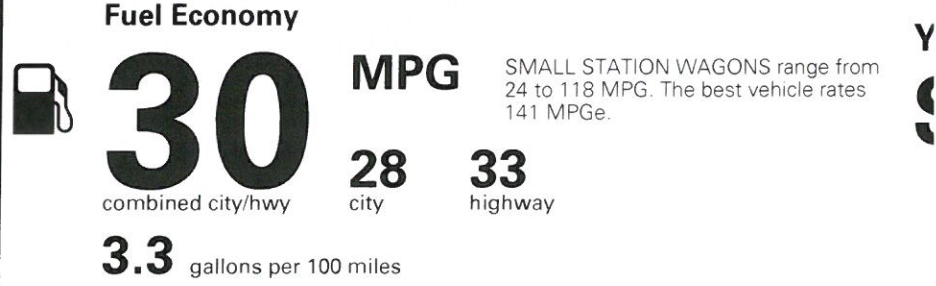 Fuel Economy
30
MPG
SMALL STATION WAGONS range from
24 to 118 MPG. The best vehicle rates
141 MPGe.
combined city/hwy
28
city
33
highway
3.3 gallons per 100 miles
Y